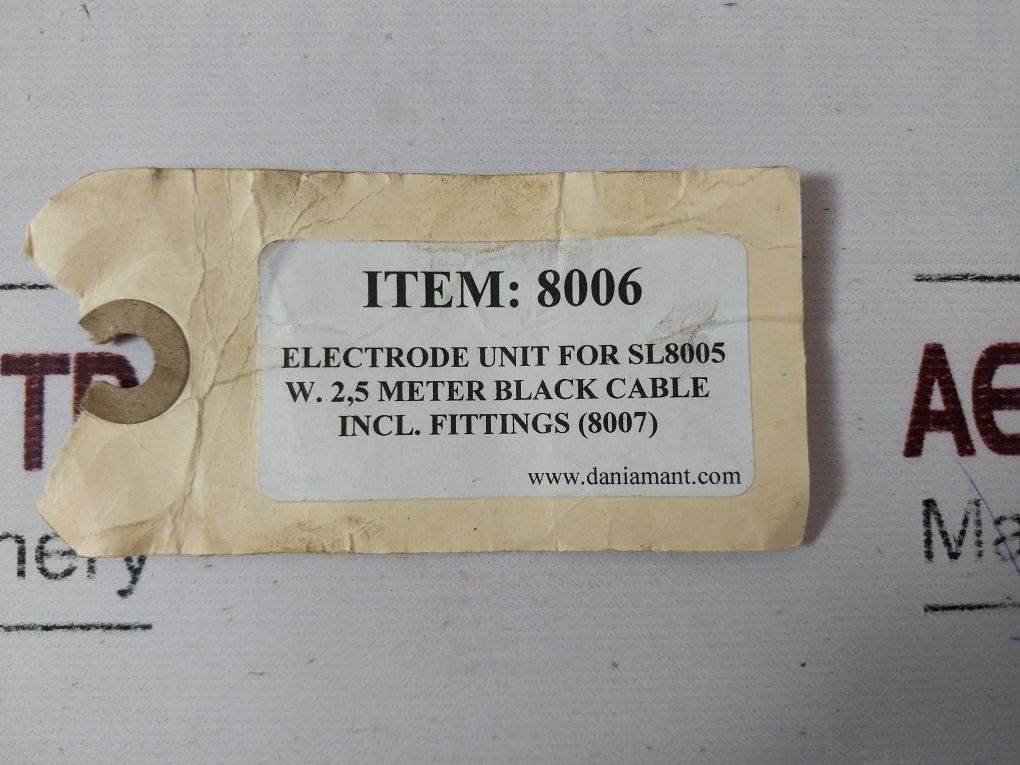 ITEM: 8006
ELECTRODE UNIT FOR SL8005
W. 2,5 METER BLACK CABLE
INCL. FITTINGS (8007)
www.daniamant.com